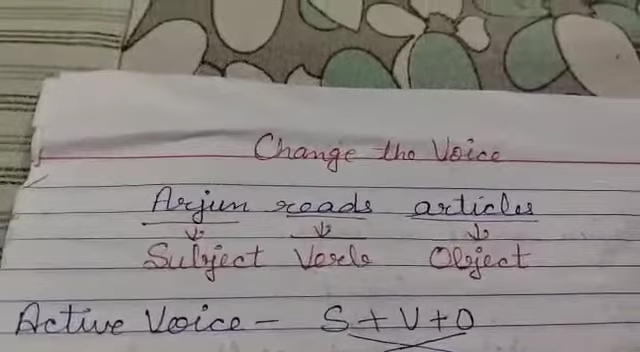 Change the Voice
Arjun reads articles
↓ ↓ ↓
Subject Verb Object
Active Voice - S + V + O